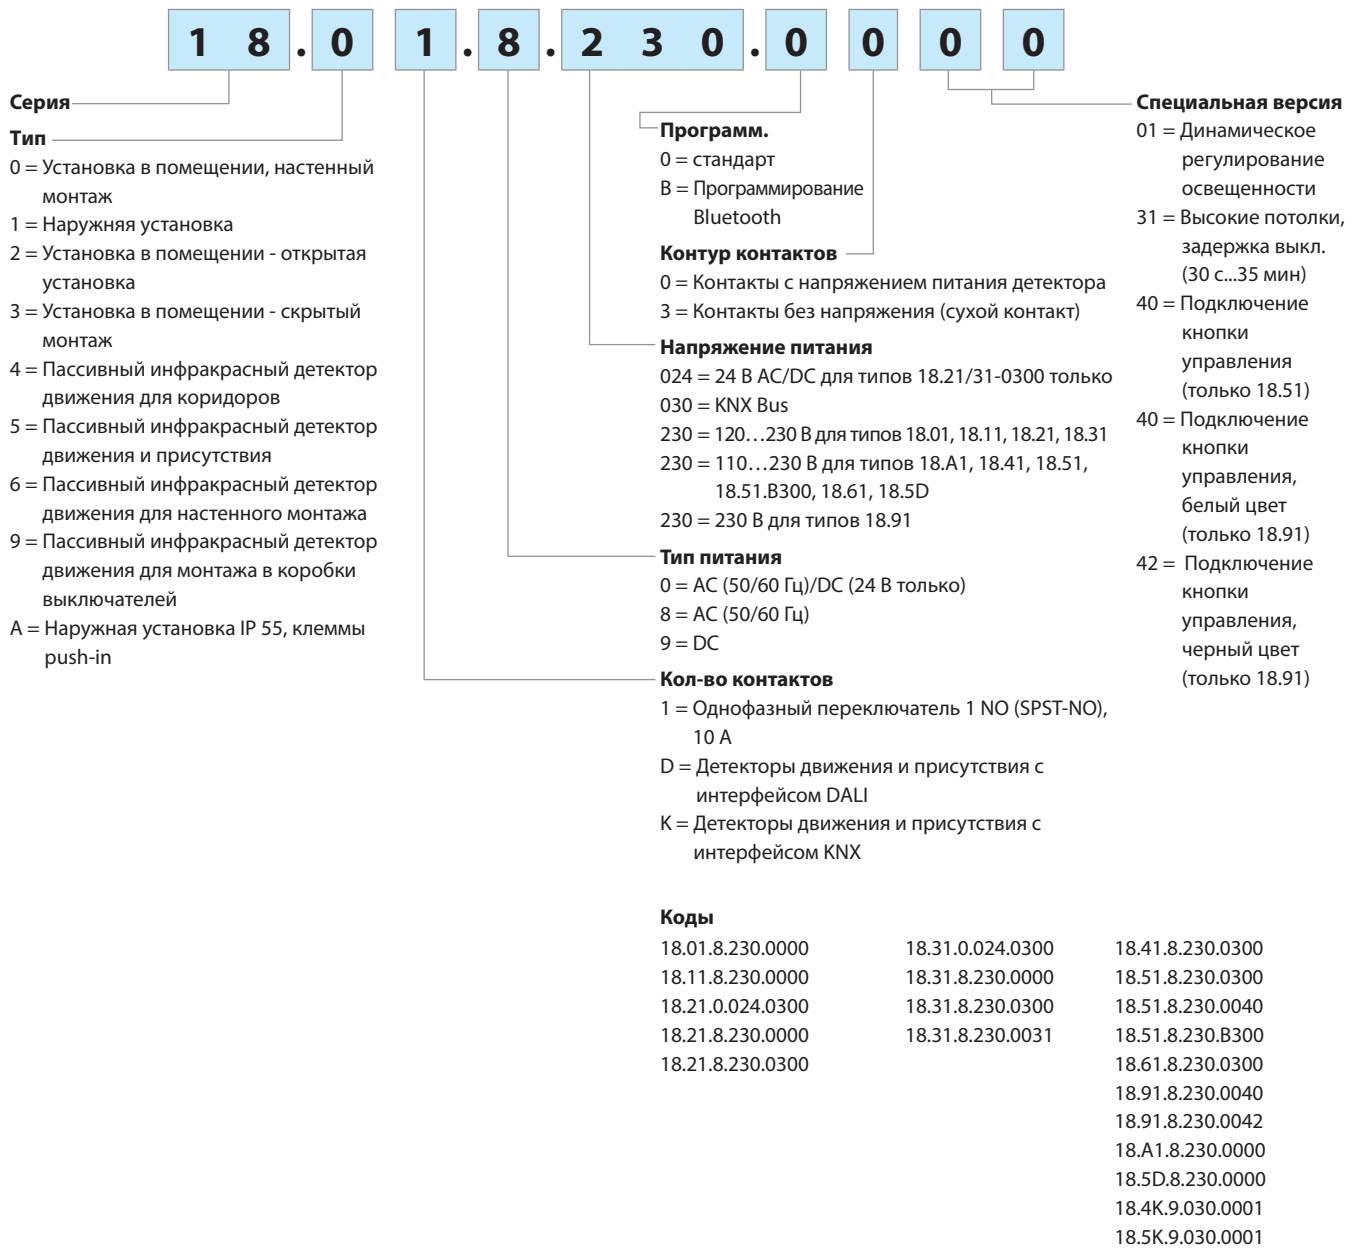 18.0 1.8.230.0 0 0 0
Серия
Тип
0 = Установка в помещении, настенный
монтаж
1 = Наружняя установка
2 = Установка в помещении - открытая
установка
3 = Установка в помещении - скрытый
монтаж
4 = Пассивный инфракрасный детектор
движения для коридоров
5 = Пассивный инфракрасный детектор
движения и присутствия
6 = Пассивный инфракрасный детектор
движения для настенного монтажа
9 = Пассивный инфракрасный детектор
движения для монтажа в коробки
выключателей
A = Наружная установка IP 55, клеммы
push-in
Программ.
0 = стандарт
B = Программирование
Bluetooth
Контур контактов
0 = Контакты с напряжением питания детектора
3 = Контакты без напряжения (сухой контакт)
Напряжение питания
024 = 24 В AC/DC для типов 18.21/31-0300 только
030 = KNX Bus
230 = 120…230 В для типов 18.01, 18.11, 18.21, 18.31
230 = 110…230 В для типов 18.A1, 18.41, 18.51,
18.51.B300, 18.61, 18.5D
230 = 230 В для типов 18.91
Тип питания
0 = AC (50/60 Гц)/DC (24 В только)
8 = AC (50/60 Гц)
9 = DC
Кол-во контактов
1 = Однофазный переключатель 1 NO (SPST-NO),
10 A
D = Детекторы движения и присутствия с
интерфейсом DALI
K = Детекторы движения и присутствия с
интерфейсом KNX
Специальная версия
01 = Динамическое
регулирование
освещенности
31 = Высокие потолки,
задержка выкл.
(30 с...35 мин)
40 = Подключение
кнопки
управления
(только 18.51)
40 = Подключение
кнопки
управления,
белый цвет
(только 18.91)
42 = Подключение
кнопки
управления,
черный цвет
(только 18.91)
Коды
18.01.8.230.0000
18.11.8.230.0000
18.21.0.024.0300
18.21.8.230.0000
18.21.8.230.0300
18.31.0.024.0300
18.31.8.230.0000
18.31.8.230.0300
18.31.8.230.0031
18.41.8.230.0300
18.51.8.230.0300
18.51.8.230.0040
18.51.8.230.B300
18.61.8.230.0300
18.91.8.230.0040
18.91.8.230.0042
18.A1.8.230.0000
18.5D.8.230.0000
18.4K.9.030.0001
18.5K.9.030.0001